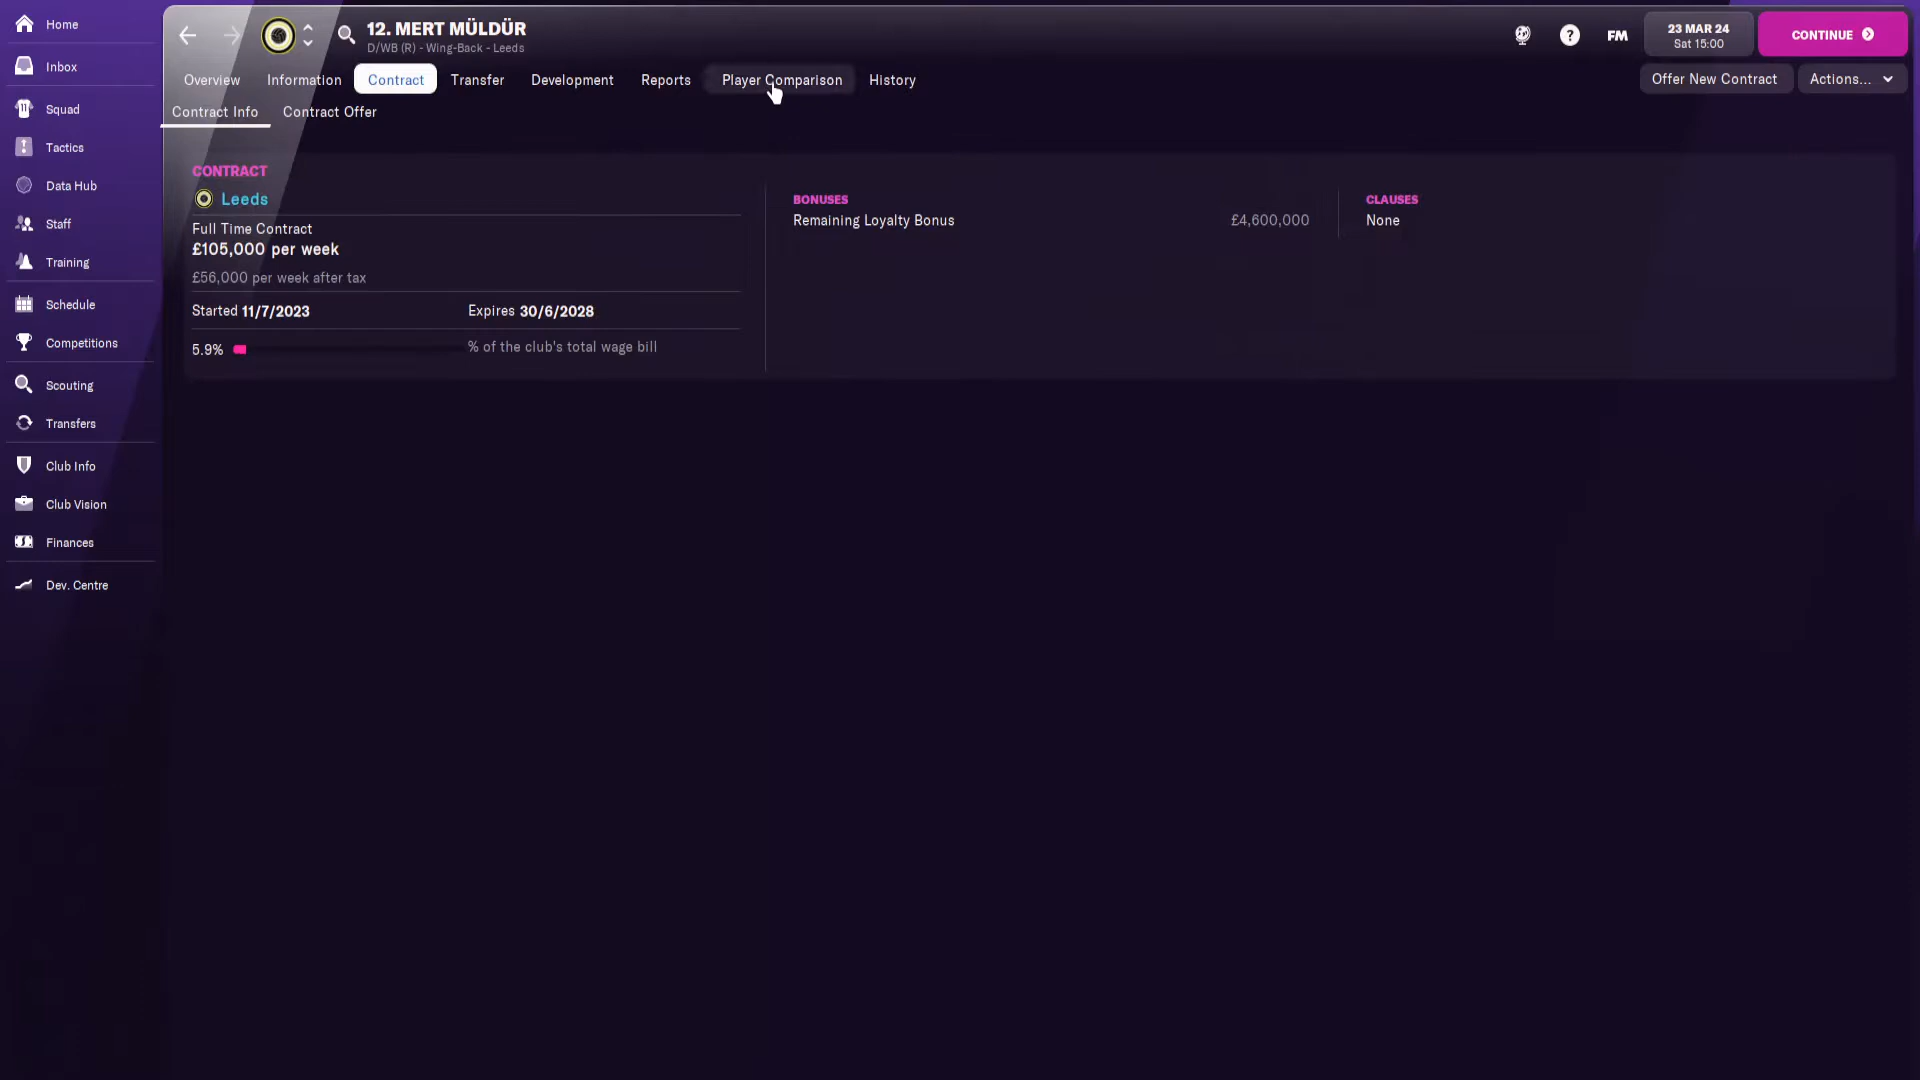 Home
Inbox
Squad
Tactics
Data Hub
Staff
Training
Schedule
Competitions
Scouting
Transfers
Club Info
Club Vision
Finances
Dev. Centre
12. MERT MÜLDÜR
D/WB (R) - Wing-Back - Leeds
FM
23 MAR 24
Sat 15:00
CONTINUE
Overview Information Contract Transfer Development Reports Player Comparison History
Offer New Contract Actions...
Contract Info Contract Offer
CONTRACT
Leeds
Full Time Contract
£105,000 per week
£56,000 per week after tax
Started 11/7/2023 Expires 30/6/2028
5.9% % of the club's total wage bill
BONUSES
Remaining Loyalty Bonus £4,600,000
CLAUSES
None